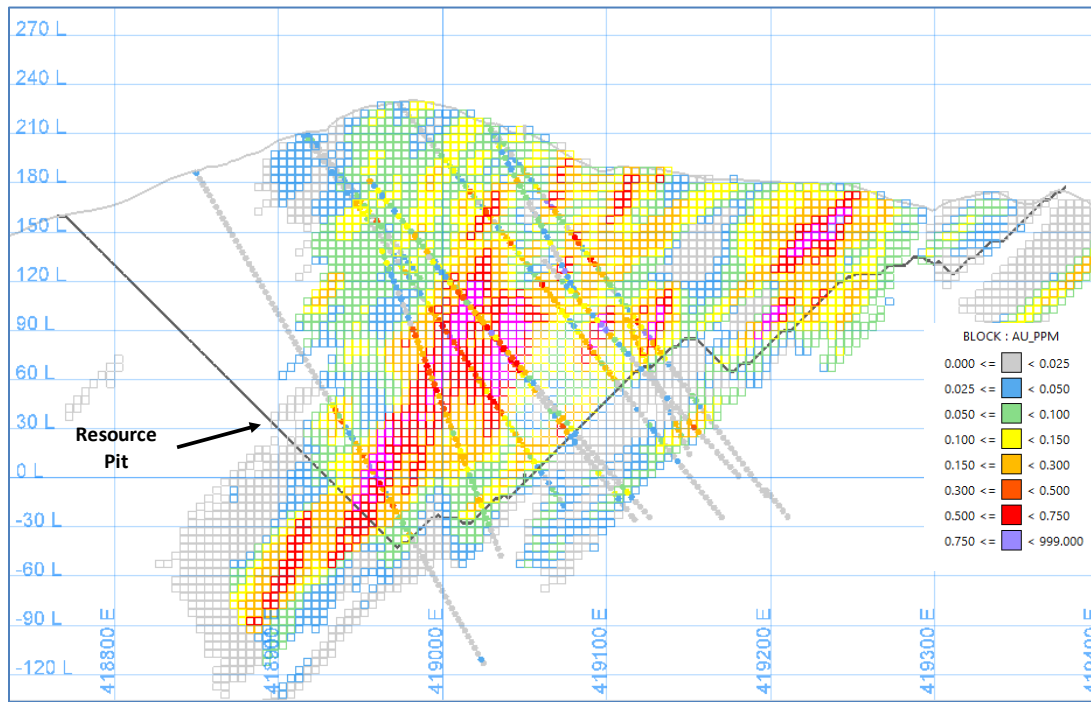 270 L
240 L
210 L
180 L
150 L
120 L
90 L
60 L
30 L
0 L
-30 L
-60 L
-90 L
-120 L
Resource
Pit
BLOCK : AU_PPM
0.000 <= < 0.025
0.025 <= < 0.050
0.050 <= < 0.100
0.100 <= < 0.150
0.150 <= < 0.300
0.300 <= < 0.500
0.500 <= < 0.750
0.750 <= < 999.000
418800 E
418900 E
419000 E
419100 E
419200 E
419300 E